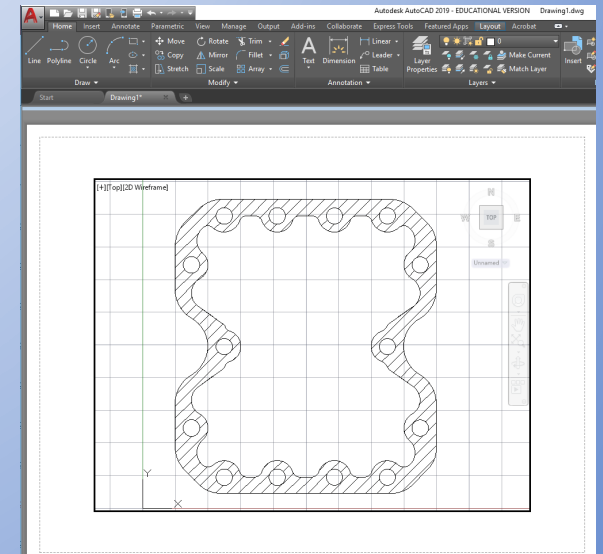 Autodesk AutoCAD 2019 - EDUCATIONAL VERSION Drawing1.dwg
Home Insert Annotate Parametric View Manage Output Add-ins Collaborate Express Tools Featured Apps Layout Acrobat
Move Rotate Trim Linear 0
Copy Mirror Fillet Leader Make Current
Line Polyline Circle Arc Stretch Scale Array Text Dimension Table Layer Properties Match Layer Insert
Draw Modify Annotation Layers
Start Drawing1*
[+][Top][2D Wireframe]
TOP
Unnamed
Y
X